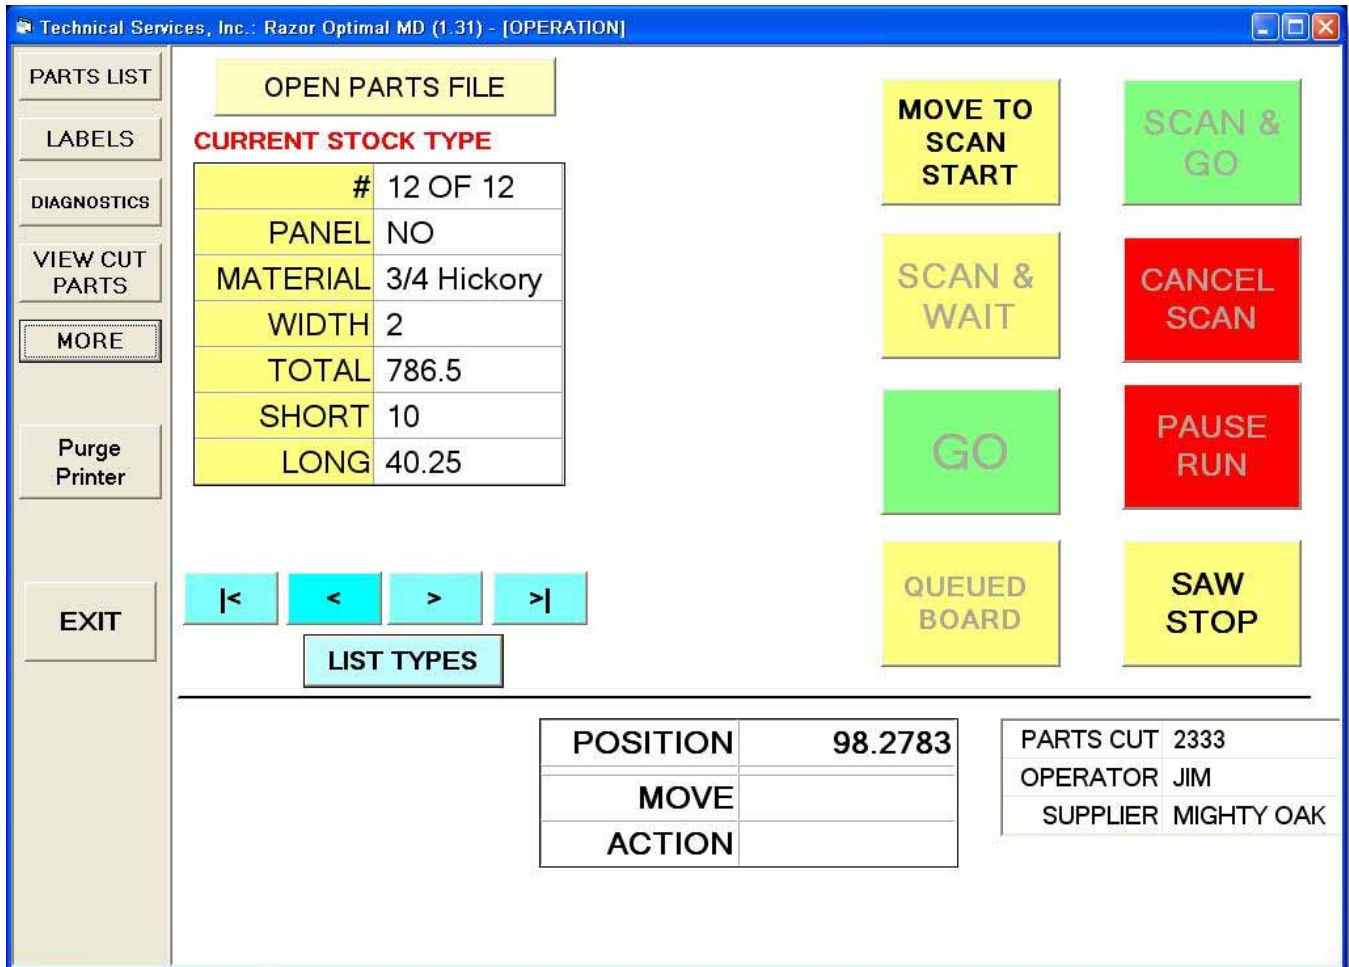 Technical Services, Inc.: Razor Optimal MD (1.31) - [OPERATION]
PARTS LIST
LABELS
DIAGNOSTICS
VIEW CUT
PARTS
MORE
Purge
Printer
EXIT
OPEN PARTS FILE
CURRENT STOCK TYPE
# 12 OF 12
PANEL NO
MATERIAL 3/4 Hickory
WIDTH 2
TOTAL 786.5
SHORT 10
LONG 40.25
|< < > >|
LIST TYPES
MOVE TO
SCAN
START
SCAN &
GO
SCAN &
WAIT
CANCEL
SCAN
GO
PAUSE
RUN
QUEUED
BOARD
SAW
STOP
POSITION 98.2783
MOVE
ACTION
PARTS CUT 2333
OPERATOR JIM
SUPPLIER MIGHTY OAK